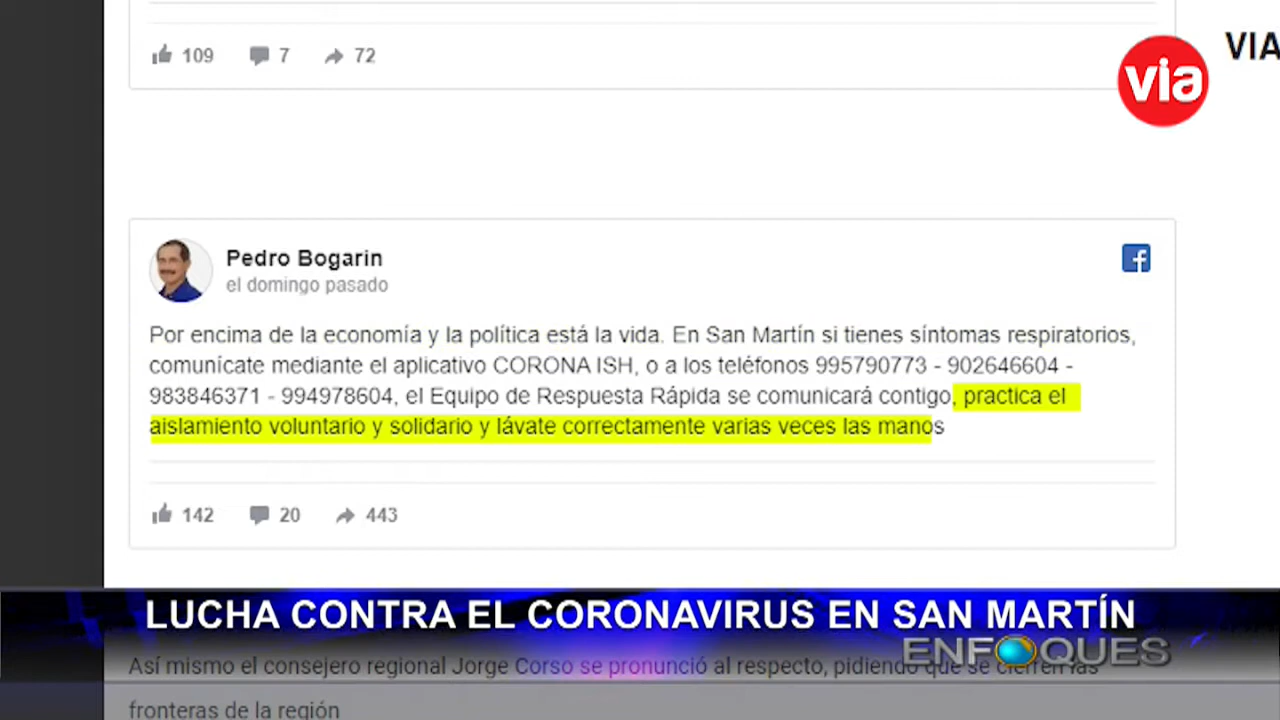 109 7 72
via
VIA
Pedro Bogarin
el domingo pasado
Por encima de la economía y la política está la vida. En San Martín si tienes síntomas respiratorios,
comunícate mediante el aplicativo CORONA ISH, o a los teléfonos 995790773 - 902646604 -
983846371 - 994978604, el Equipo de Respuesta Rápida se comunicará contigo, practica el
aislamiento voluntario y solidario y lávate correctamente varias veces las manos
142 20 443
LUCHA CONTRA EL CORONAVIRUS EN SAN MARTÍN
ENFOQUES
Así mismo el consejero regional Jorge Corso se pronunció al respecto, pidiendo que se cierren las
fronteras de la región